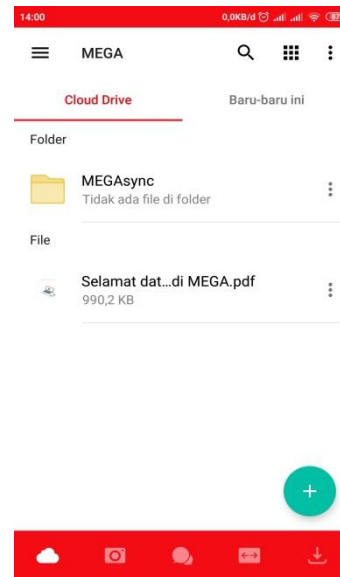 14:00
0,0KB/d
87
MEGA
Cloud Drive
Baru-baru ini
Folder
MEGAsync
Tidak ada file di folder
File
Selamat dat...di MEGA.pdf
990,2 KB